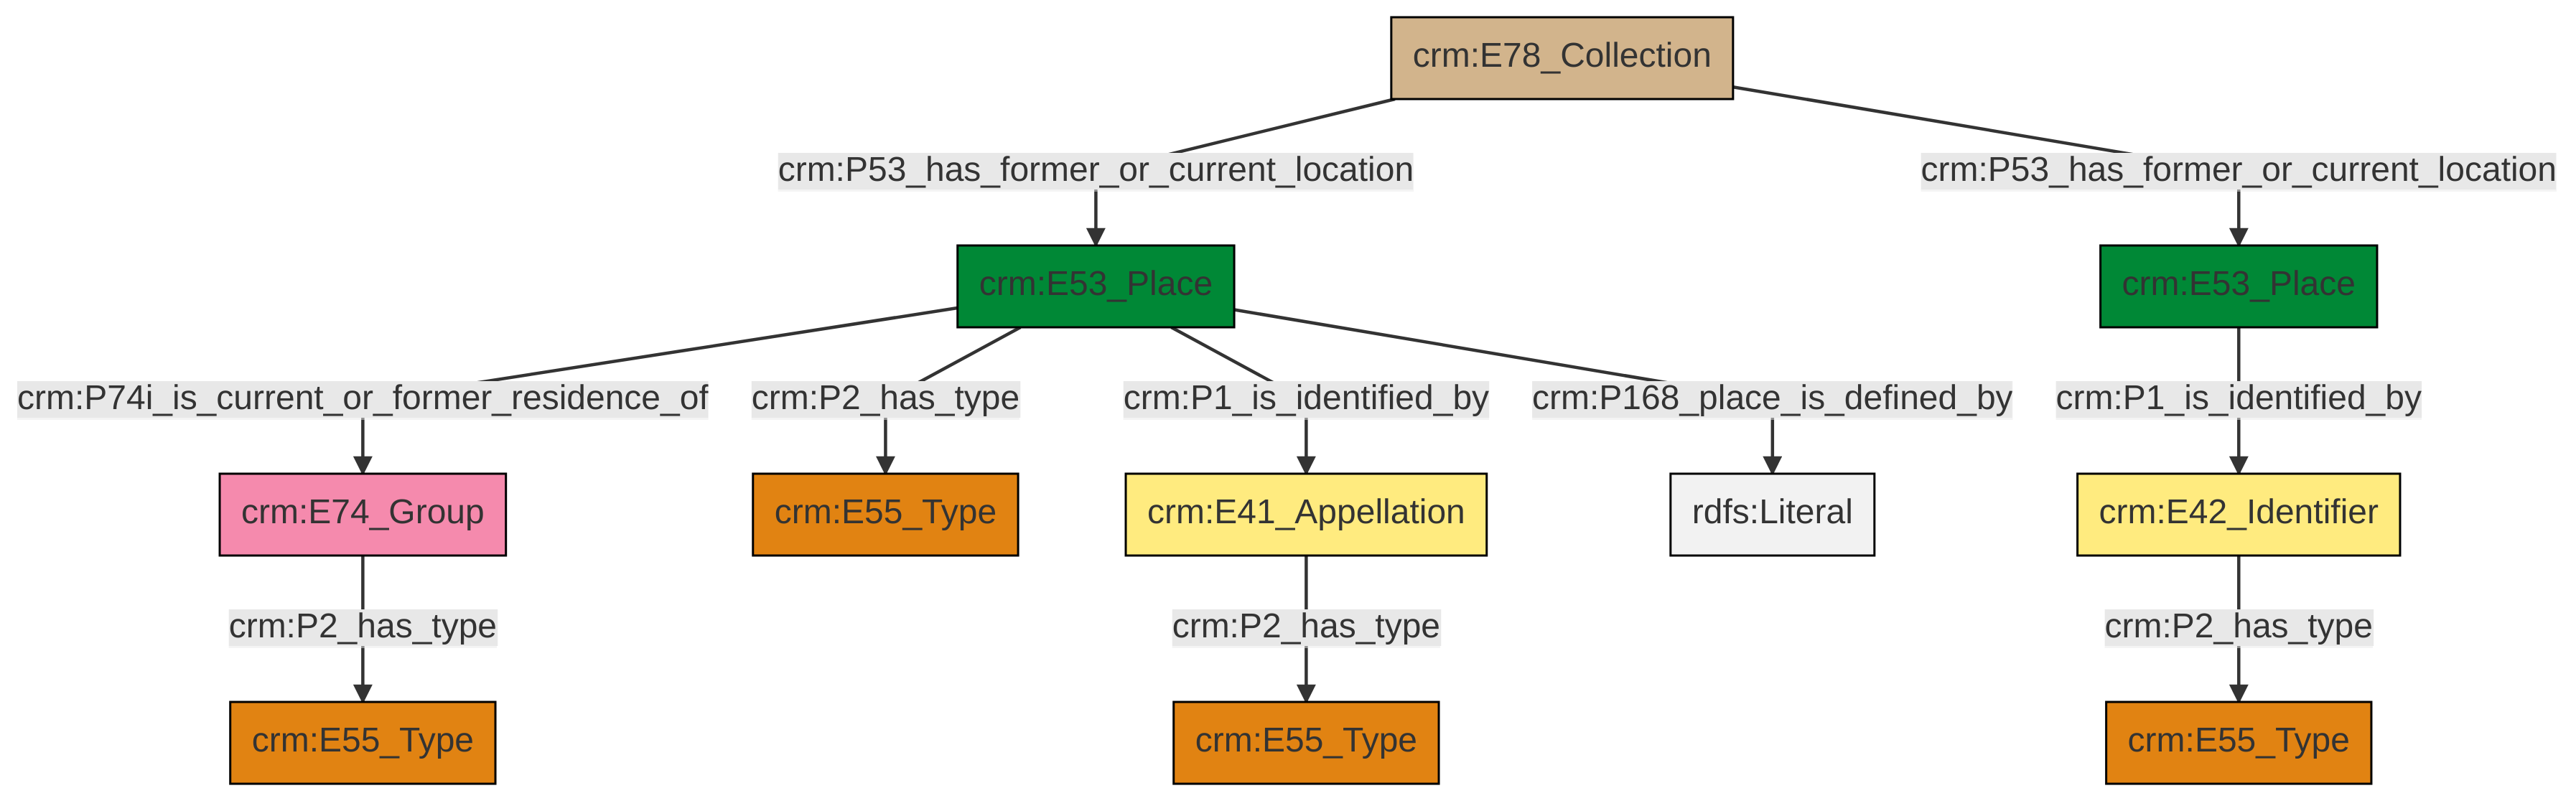 crm:E78_Collection
crm:P53_has_former_or_current_location
crm:P53_has_former_or_current_location
crm:E53_Place
crm:E53_Place
crm:P74i_is_current_or_former_residence_of
crm:P2_has_type
crm:P1_is_identified_by
crm:P168_place_is_defined_by
crm:P1_is_identified_by
crm:E74_Group
crm:E55_Type
crm:E41_Appellation
rdfs:Literal
crm:E42_Identifier
crm:P2_has_type
crm:P2_has_type
crm:P2_has_type
crm:E55_Type
crm:E55_Type
crm:E55_Type